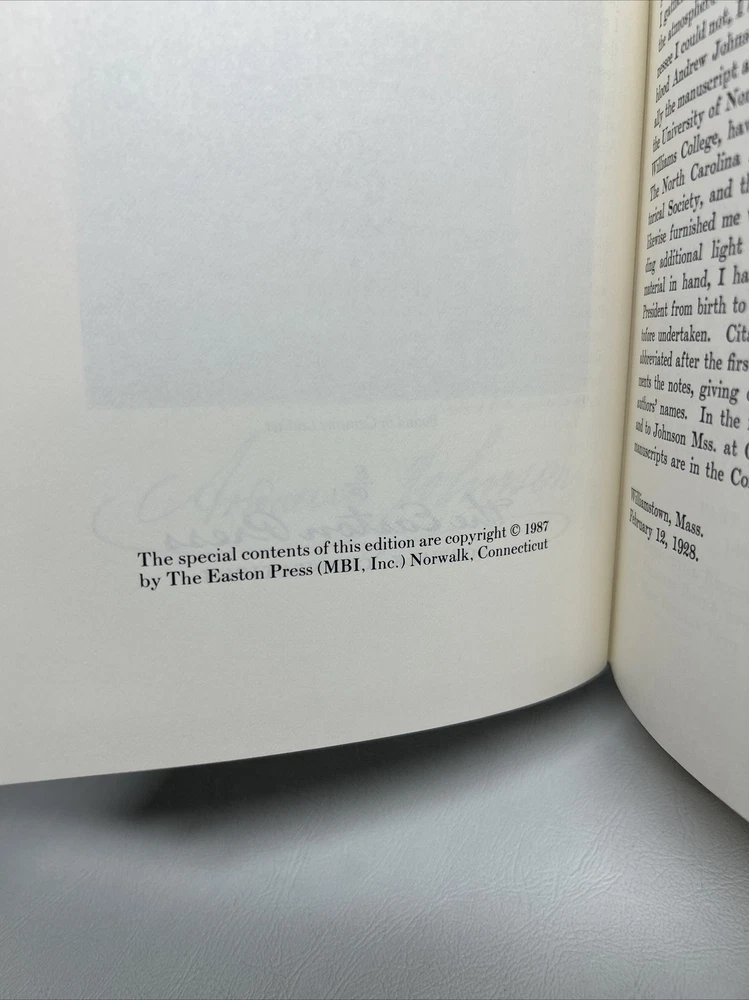 The special contents of this edition are copyright © 1987
by The Easton Press (MBI, Inc.) Norwalk, Connecticut
I
the atmosphere
I could not, I
Andrew Johns
the manuscript a
the University of Nor
Williams College, hav
The North Carolina
Society, and th
likewise furnished me
ding additional light
material in hand, I ha
President from birth to
before undertaken. Cit
abbreviated after the firs
ments the notes, giving
authors' names. In the
and to Johnson Mss. at C
manuscripts are in the Co
Williamstown, Mass.
February 12, 1928.